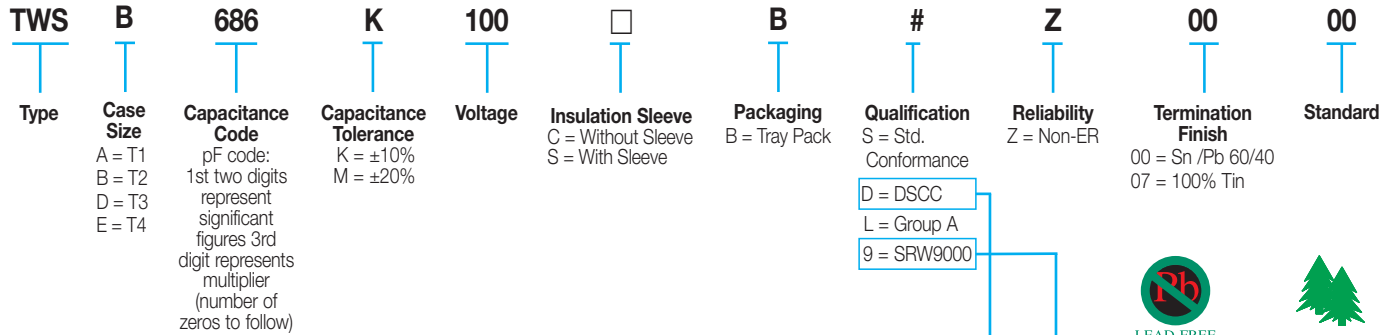 TWS B 686 K 100 □ B # Z 00 00
Type
Case
Size
A = T1
B = T2
D = T3
E = T4
Capacitance
Code
pF code:
1st two digits
represent
significant
figures 3rd
digit represents
multiplier
(number of
zeros to follow)
Capacitance
Tolerance
K = ±10%
M = ±20%
Voltage
Insulation Sleeve
C = Without Sleeve
S = With Sleeve
Packaging
B = Tray Pack
Qualification
S = Std.
Conformance
D = DSCC
L = Group A
9 = SRW9000
Reliability
Z = Non-ER
Termination
Finish
00 = Sn /Pb 60/40
07 = 100% Tin
Standard
Pb
LEAD-FREE